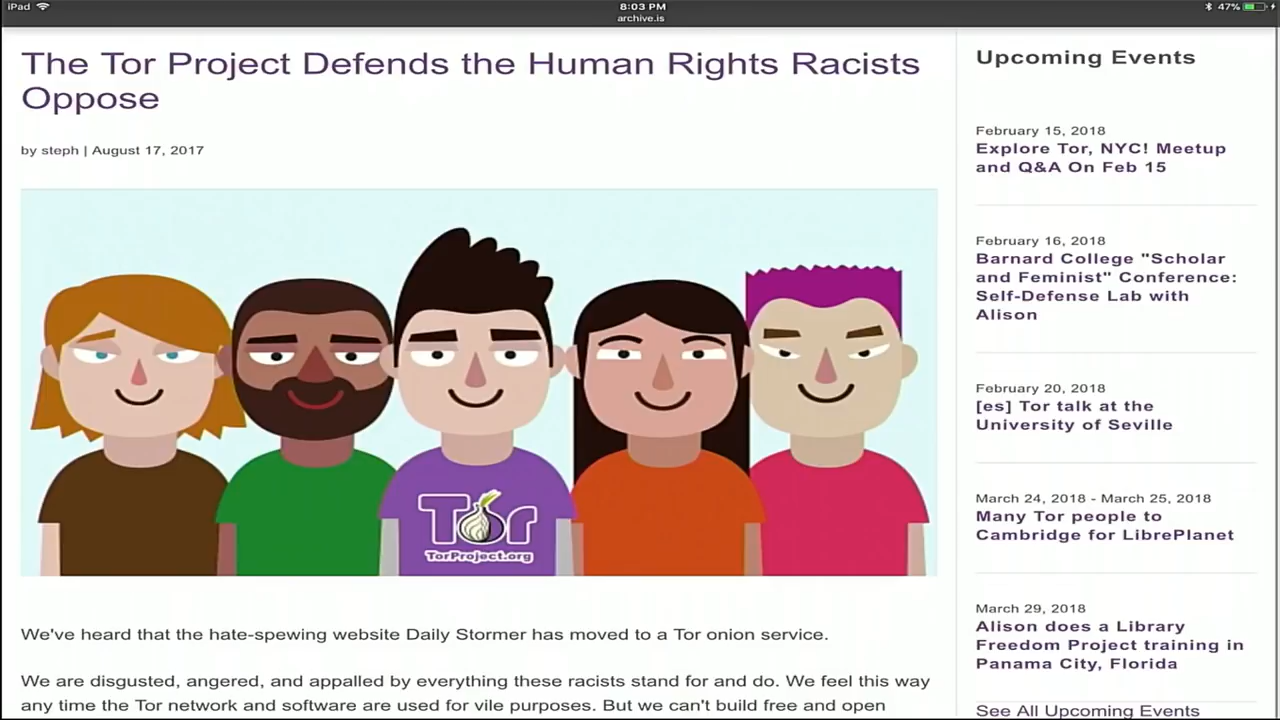 iPad
8:03 PM
47%
archive.is
The Tor Project Defends the Human Rights Racists
Oppose
by steph | August 17, 2017
Tor
TorProject.org
We've heard that the hate-spewing website Daily Stormer has moved to a Tor onion service.
We are disgusted, angered, and appalled by everything these racists stand for and do. We feel this way
any time the Tor network and software are used for vile purposes. But we can't build free and open
Upcoming Events
February 15, 2018
Explore Tor, NYC! Meetup
and Q&A On Feb 15
February 16, 2018
Barnard College "Scholar
and Feminist" Conference:
Self-Defense Lab with
Alison
February 20, 2018
[es] Tor talk at the
University of Seville
March 24, 2018 - March 25, 2018
Many Tor people to
Cambridge for LibrePlanet
March 29, 2018
Alison does a Library
Freedom Project training in
Panama City, Florida
See All Upcoming Events